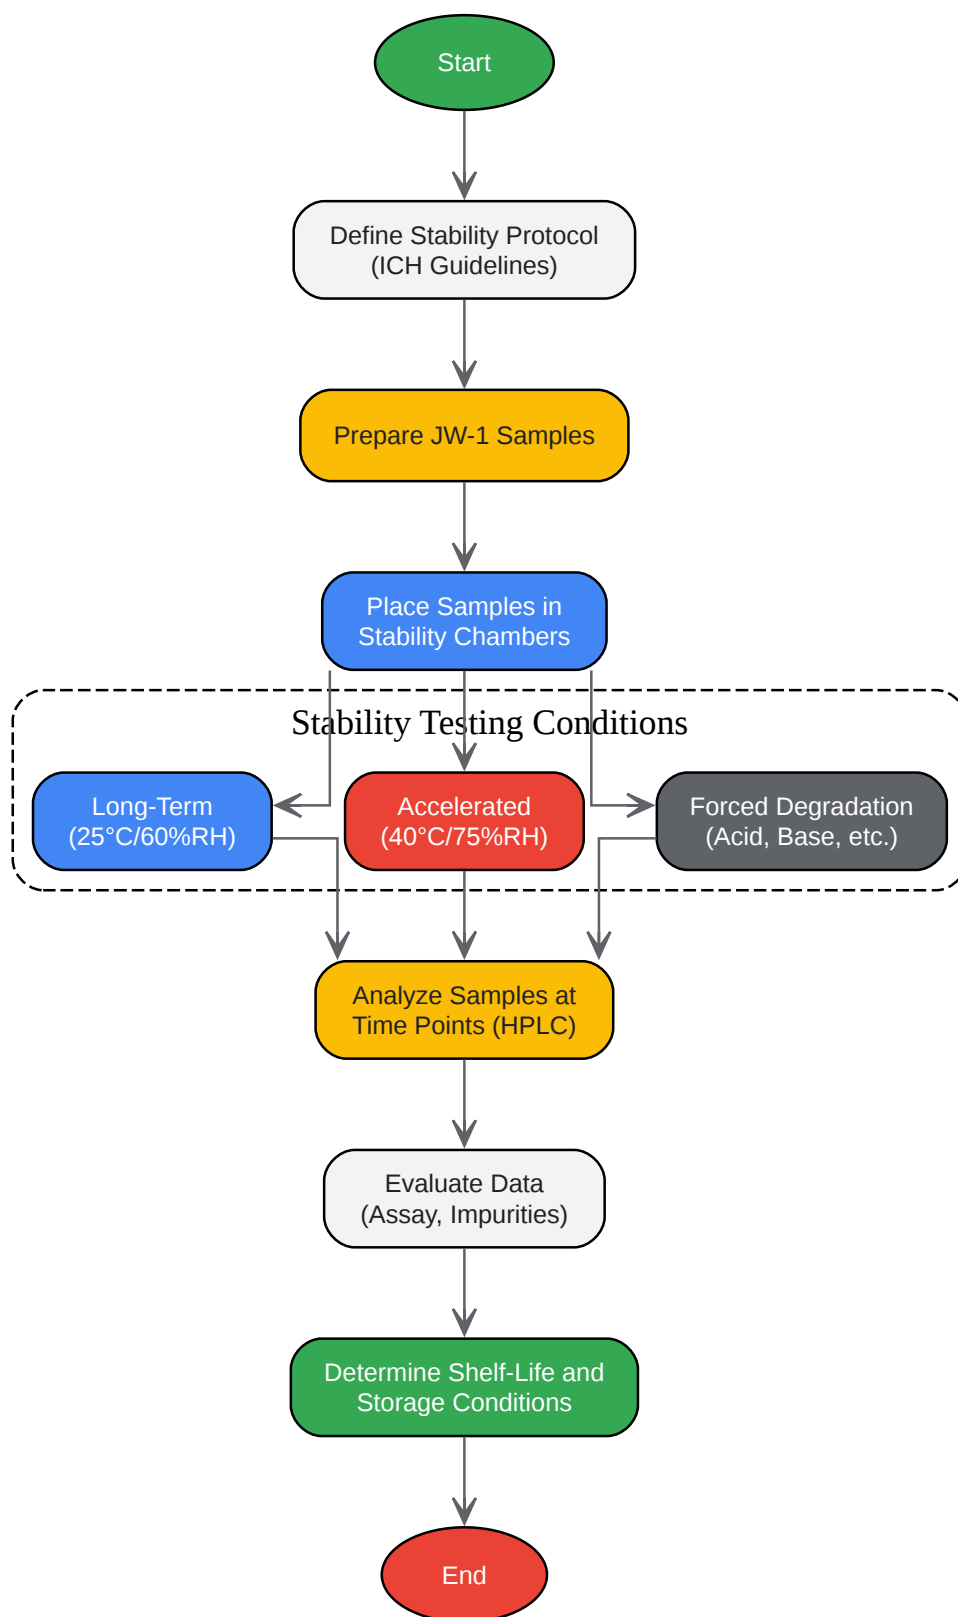 Start
Define Stability Protocol
(ICH Guidelines)
Prepare JW-1 Samples
Place Samples in
Stability Chambers
Stability Testing Conditions
Long-Term
(25°C/60%RH)
Accelerated
(40°C/75%RH)
Forced Degradation
(Acid, Base, etc.)
Analyze Samples at
Time Points (HPLC)
Evaluate Data
(Assay, Impurities)
Determine Shelf-Life and
Storage Conditions
End